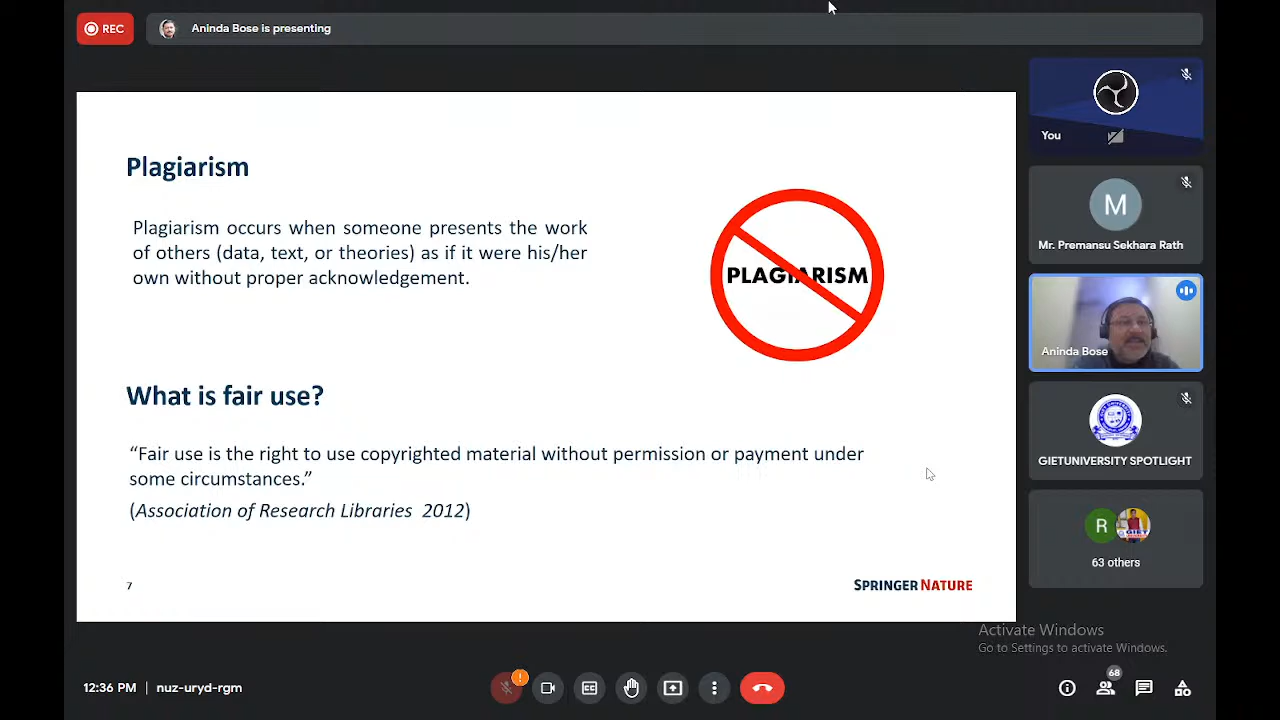 REC
Aninda Bose is presenting
Plagiarism
Plagiarism occurs when someone presents the work
of others (data, text, or theories) as if it were his/her
own without proper acknowledgement.
PLAGIARISM
What is fair use?
“Fair use is the right to use copyrighted material without permission or payment under
some circumstances.”
(Association of Research Libraries 2012)
7
SPRINGER NATURE
You
M
Mr. Premansu Sekhara Rath
Aninda Bose
GIETUNIVERSITY SPOTLIGHT
R
GIET
63 others
Activate Windows
Go to Settings to activate Windows.
12:36 PM | nuz-uryd-rgm
!
CC
68